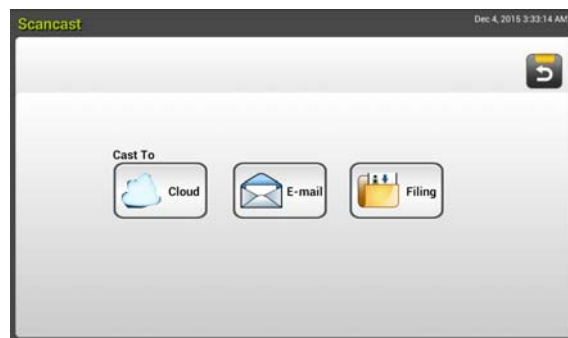 Scancast
Dec 4, 2015 3:33:14 AM
Cast To
Cloud
E-mail
Filing